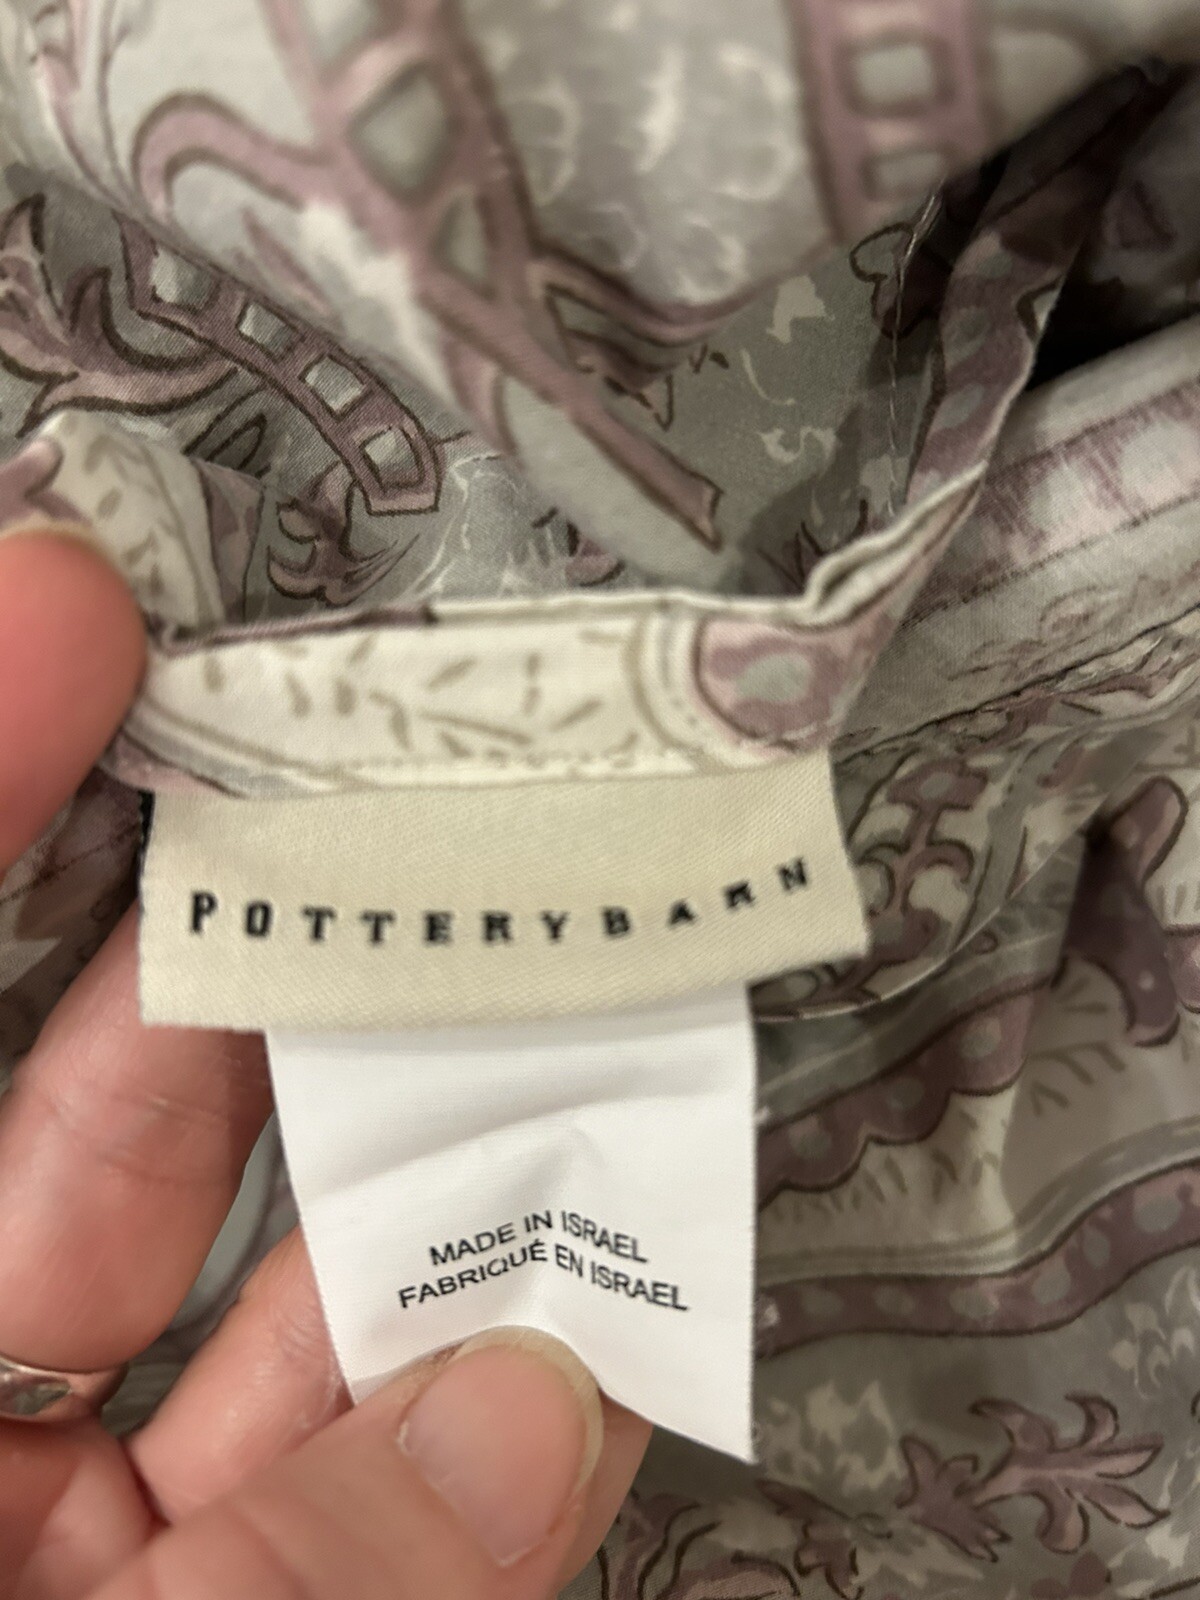 POTTERYBARN
MADE IN ISRAEL
FABRIQUÉ EN ISRAEL